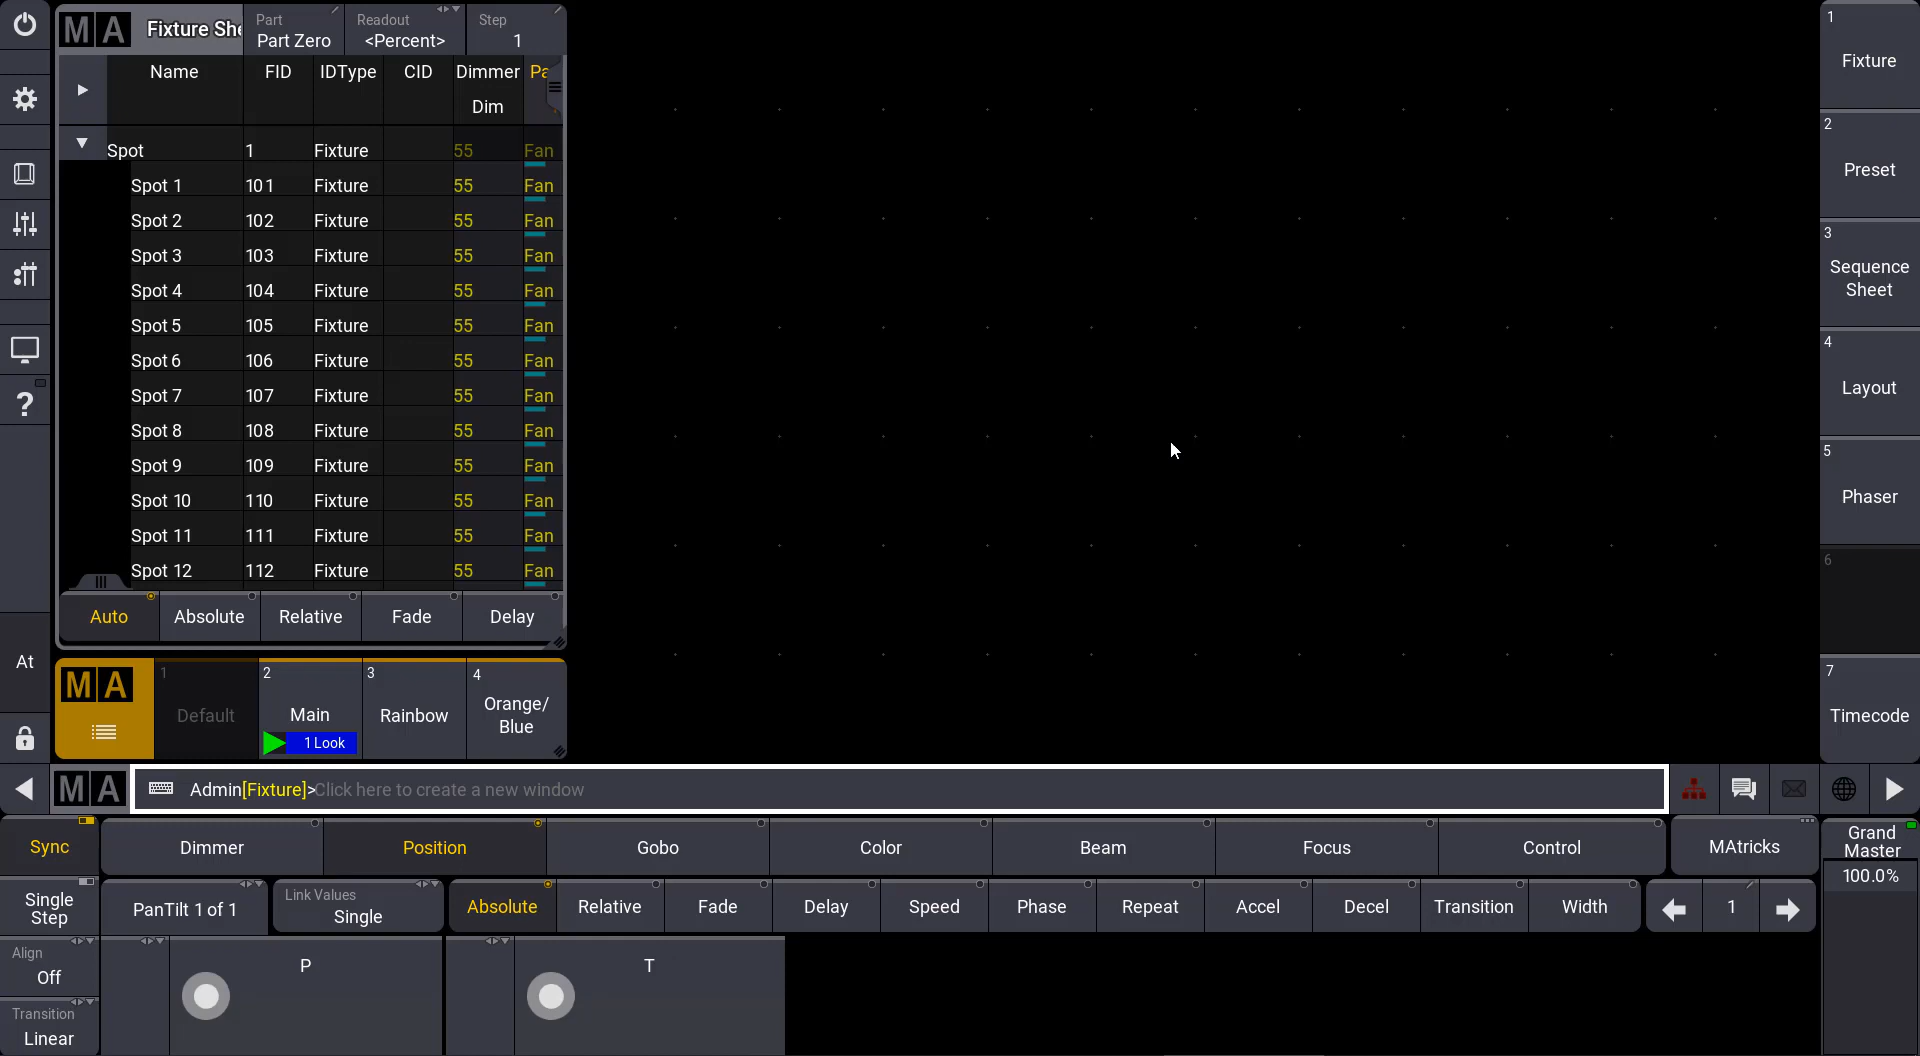 MA Fixture She
Part
Part Zero
Readout
<Percent>
Step
1
Name FID IDType CID Dimmer
Dim
Spot 1 Fixture 55 Fan
Spot 1 101 Fixture 55 Fan
Spot 2 102 Fixture 55 Fan
Spot 3 103 Fixture 55 Fan
Spot 4 104 Fixture 55 Fan
Spot 5 105 Fixture 55 Fan
Spot 6 106 Fixture 55 Fan
Spot 7 107 Fixture 55 Fan
Spot 8 108 Fixture 55 Fan
Spot 9 109 Fixture 55 Fan
Spot 10 110 Fixture 55 Fan
Spot 11 111 Fixture 55 Fan
Spot 12 112 Fixture 55 Fan
Auto Absolute Relative Fade Delay
MA
1
Default
2
Main
1 Look
3
Rainbow
4
Orange/
Blue
?
At
1
Fixture
2
Preset
3
Sequence
Sheet
4
Layout
5
Phaser
6
7
Timecode
MA Admin[Fixture]>Click here to create a new window
Sync Dimmer Position Gobo Color Beam Focus Control MAtricks
Grand
Master
100.0%
Single
Step
PanTilt 1 of 1
Link Values
Single
Absolute Relative Fade Delay Speed Phase Repeat Accel Decel Transition Width 1
Align
Off
P T
Transition
Linear